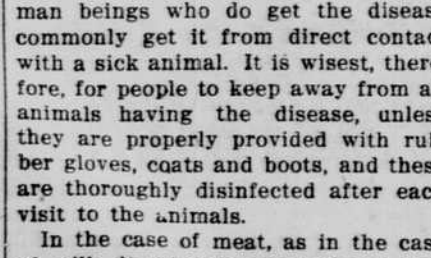 man beings who do get the diseas
commonly get it from direct contac
with a sick animal. It is wisest, ther
fore, for people to keep away from a
animals having the disease, unles
they are properly provided with rul
ber gloves, coats and boots, and thes
are thoroughly disinfected after eac
visit to the animals.
In the case of meat, as in the cas